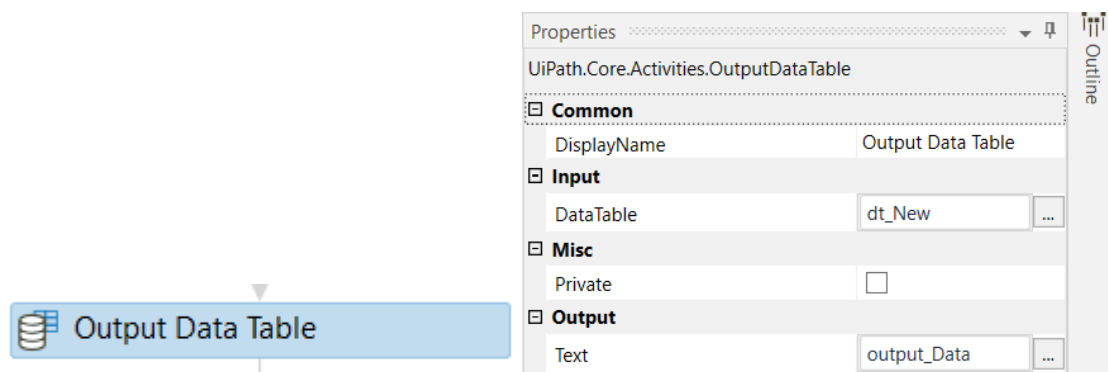 Properties
UiPath.Core.Activities.OutputDataTable
Common
DisplayName Output Data Table
Input
DataTable dt_New ...
Misc
Private
Output
Text output_Data ...
Outline
Output Data Table